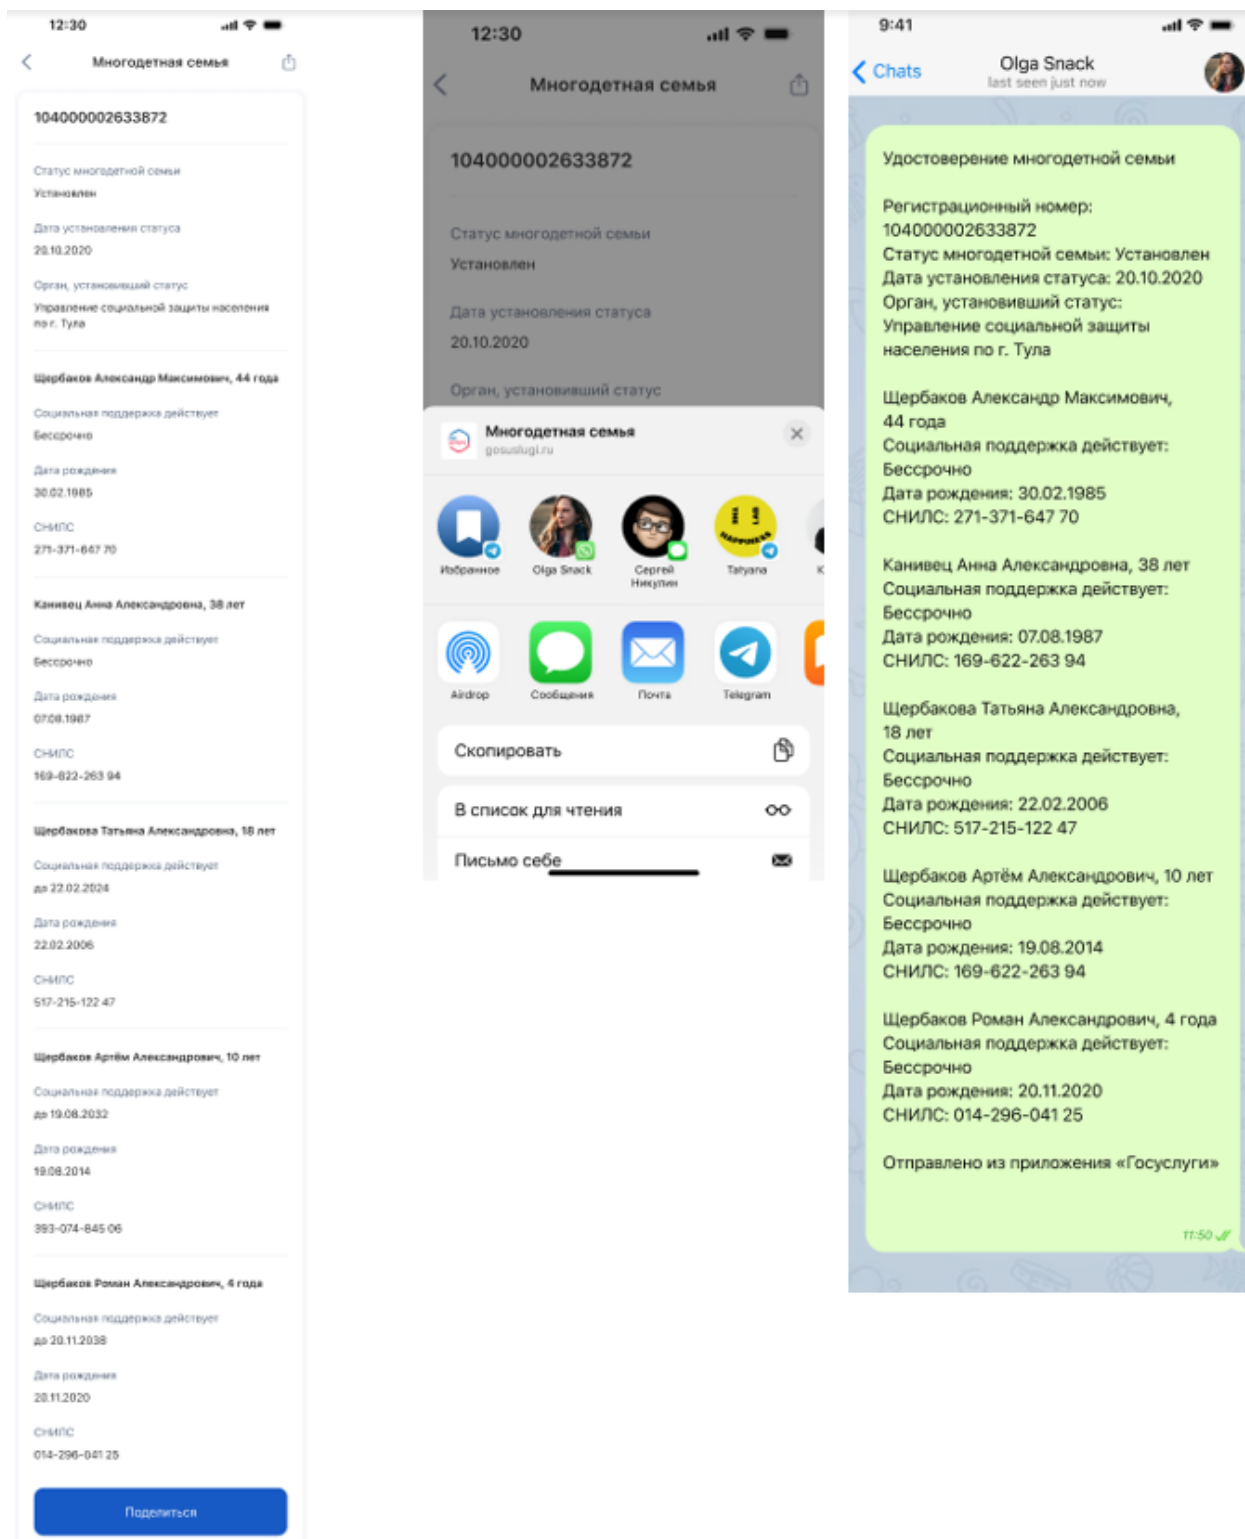 12:30
Многодетная семья
104000002633872
Статус многодетной семьи
Установлен
Дата установления статуса
20.10.2020
Орган, установивший статус
Управление социальной защиты населения
по г. Тула
Щербаков Александр Максимович, 44 года
Социальная поддержка действует
Бессрочно
Дата рождения
30.02.1985
СНИЛС
271-371-647 70
Канивец Анна Александровна, 38 лет
Социальная поддержка действует
Бессрочно
Дата рождения
07.08.1987
СНИЛС
169-622-263 94
Щербакова Татьяна Александровна, 18 лет
Социальная поддержка действует
до 22.02.2024
Дата рождения
22.02.2006
СНИЛС
517-215-122 47
Щербаков Артём Александрович, 10 лет
Социальная поддержка действует
до 19.08.2032
Дата рождения
19.08.2014
СНИЛС
393-074-845 06
Щербаков Роман Александрович, 4 года
Социальная поддержка действует
до 20.11.2038
Дата рождения
20.11.2020
СНИЛС
014-296-041 25
Поделиться
12:30
Многодетная семья
104000002633872
Статус многодетной семьи
Установлен
Дата установления статуса
20.10.2020
Орган, установивший статус
Многодетная семья
gosuslugi.ru
Избранное
Olga Snack
Сергей
Никулин
Tatyana
К
Airdrop
Сообщения
Почта
Telegram
Скопировать
В список для чтения
Письмо себе
9:41
Chats
Olga Snack
last seen just now
Удостоверение многодетной семьи
Регистрационный номер:
104000002633872
Статус многодетной семьи: Установлен
Дата установления статуса: 20.10.2020
Орган, установивший статус:
Управление социальной защиты
населения по г. Тула
Щербаков Александр Максимович,
44 года
Социальная поддержка действует:
Бессрочно
Дата рождения: 30.02.1985
СНИЛС: 271-371-647 70
Канивец Анна Александровна, 38 лет
Социальная поддержка действует:
Бессрочно
Дата рождения: 07.08.1987
СНИЛС: 169-622-263 94
Щербакова Татьяна Александровна,
18 лет
Социальная поддержка действует:
Бессрочно
Дата рождения: 22.02.2006
СНИЛС: 517-215-122 47
Щербаков Артём Александрович, 10 лет
Социальная поддержка действует:
Бессрочно
Дата рождения: 19.08.2014
СНИЛС: 169-622-263 94
Щербаков Роман Александрович, 4 года
Социальная поддержка действует:
Бессрочно
Дата рождения: 20.11.2020
СНИЛС: 014-296-041 25
Отправлено из приложения «Госуслуги»
11:50